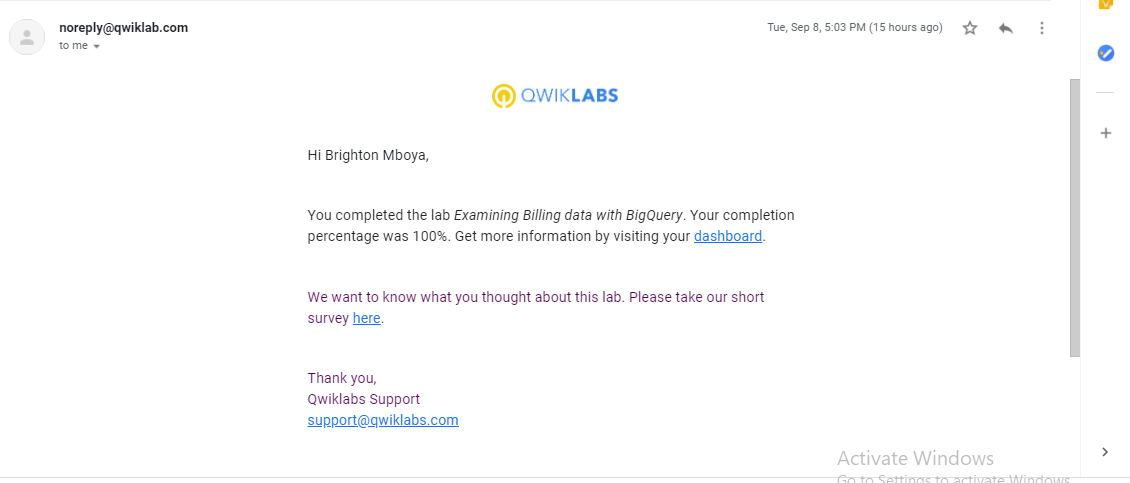 noreply@qwiklab.com
Tue, Sep 8, 5:03 PM (15 hours ago)
to me
QWIKLABS
Hi Brighton Mboya,
You completed the lab Examining Billing data with BigQuery. Your completion
percentage was 100%. Get more information by visiting your dashboard.
We want to know what you thought about this lab. Please take our short
survey here.
Thank you,
Qwiklabs Support
support@qwiklabs.com
Activate Windows
Go to Settings to activate Windows